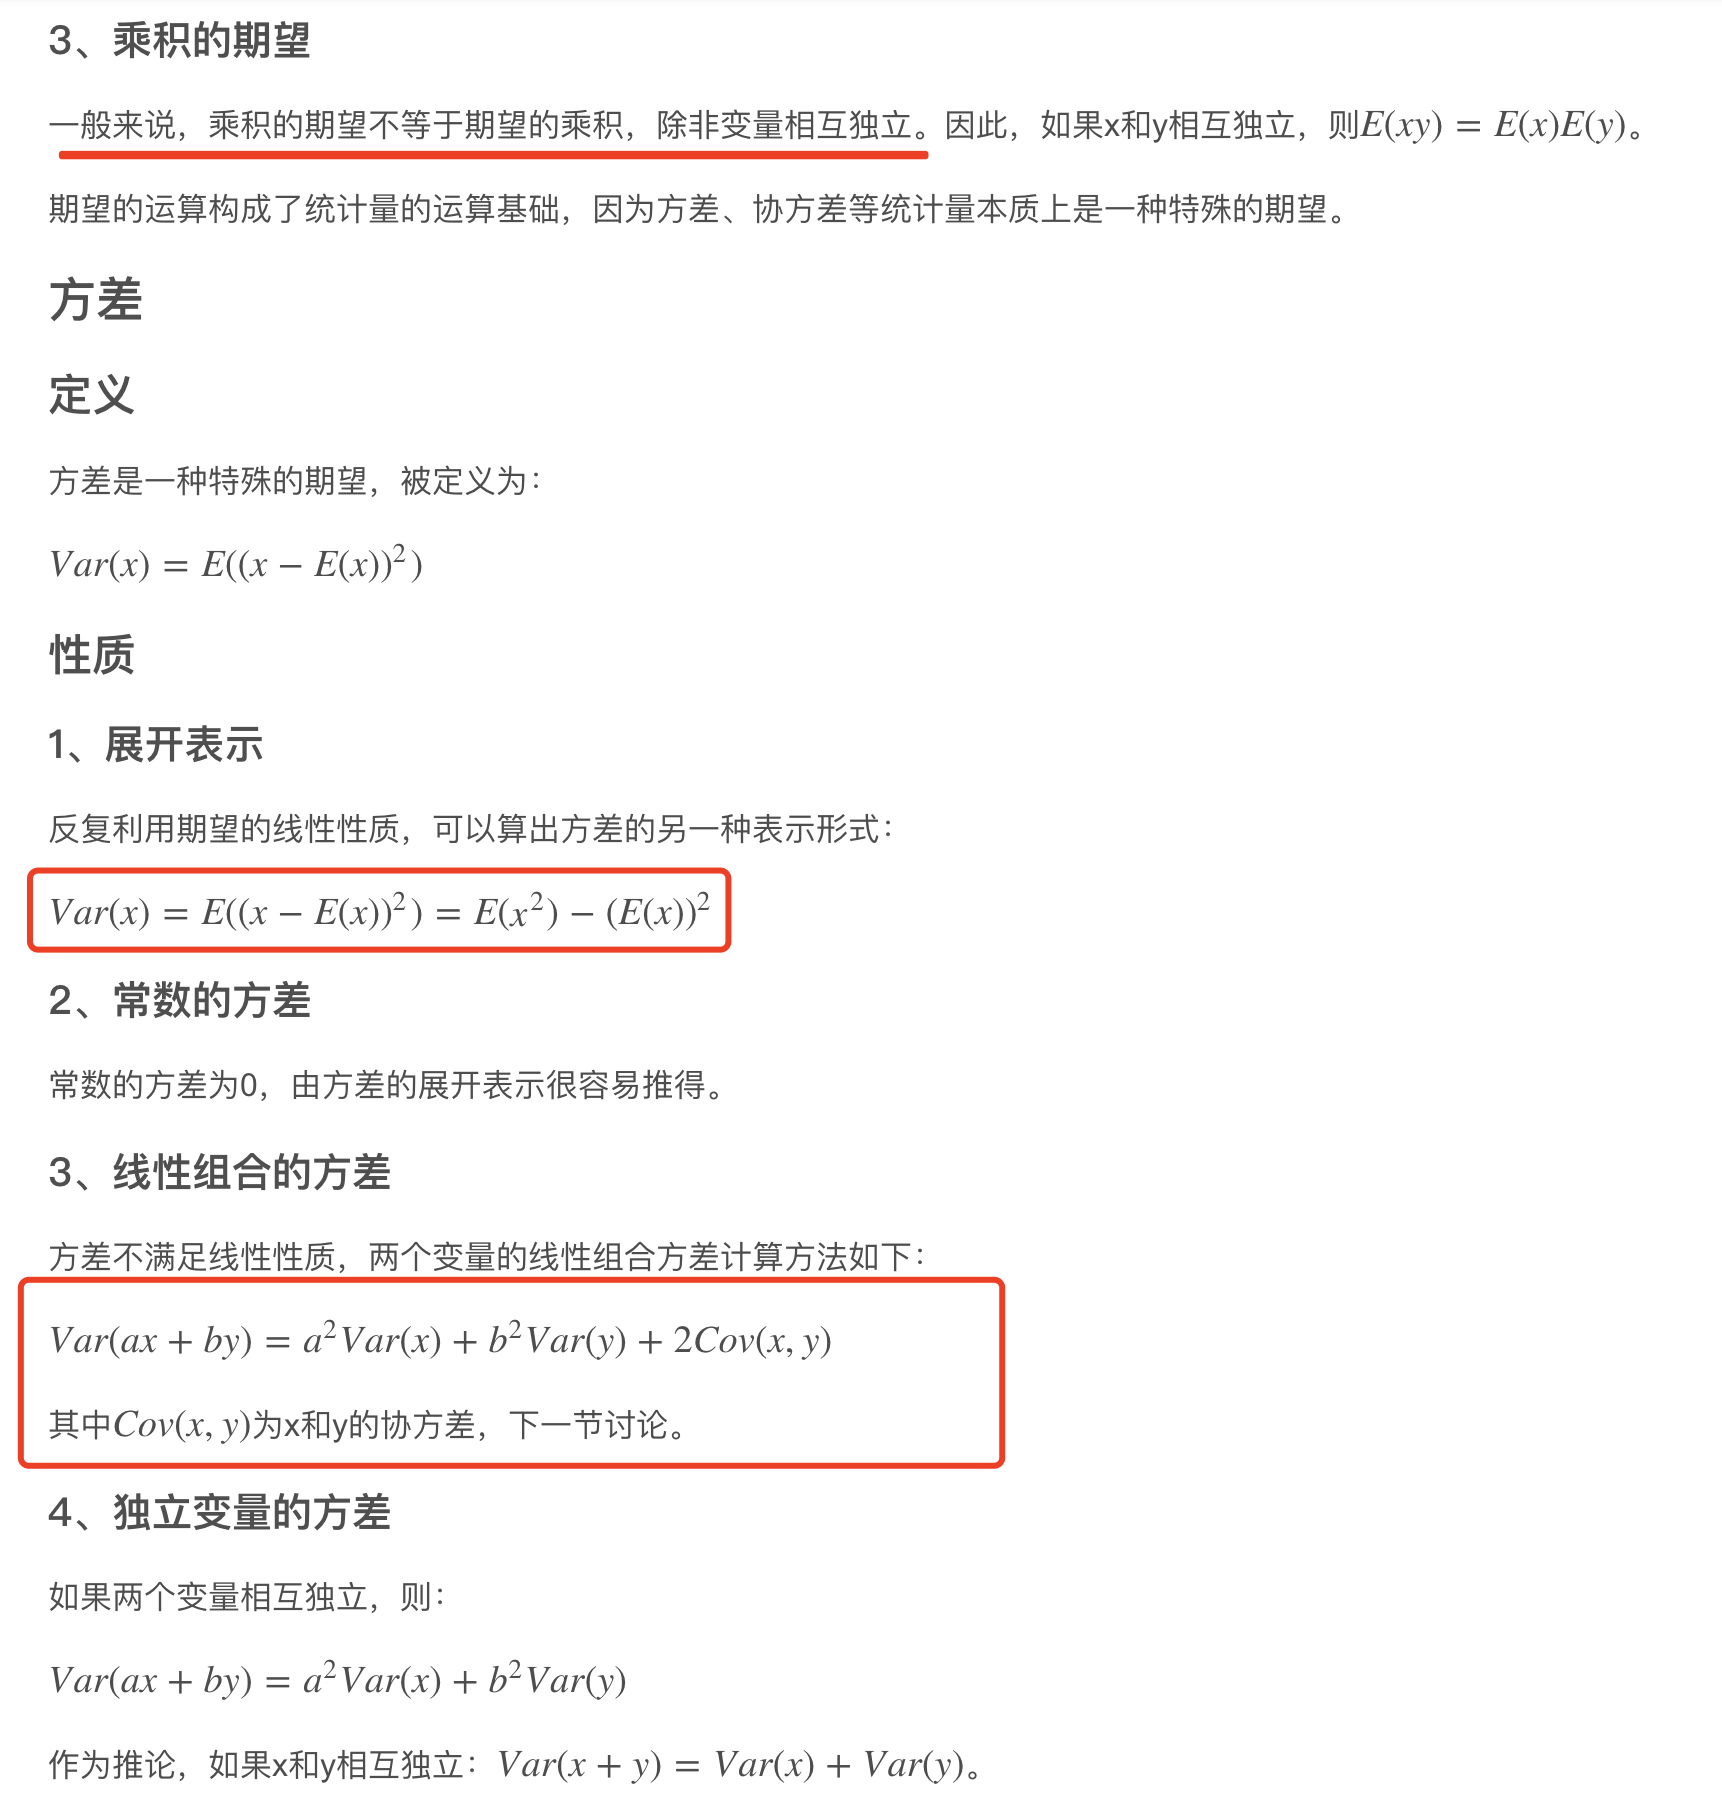 3、乘积的期望
一般来说，乘积的期望不等于期望的乘积，除非变量相互独立。因此，如果x和y相互独立，则E(xy) = E(x)E(y)。
期望的运算构成了统计量的运算基础，因为方差、协方差等统计量本质上是一种特殊的期望。
方差
定义
方差是一种特殊的期望，被定义为：
Var(x) = E((x − E(x))²)
性质
1、展开表示
反复利用期望的线性性质，可以算出方差的另一种表示形式：
Var(x) = E((x − E(x))²) = E(x²) − (E(x))²
2、常数的方差
常数的方差为0，由方差的展开表示很容易推得。
3、线性组合的方差
方差不满足线性性质，两个变量的线性组合方差计算方法如下：
Var(ax + by) = a²Var(x) + b²Var(y) + 2Cov(x, y)
其中Cov(x, y)为x和y的协方差，下一节讨论。
4、独立变量的方差
如果两个变量相互独立，则：
Var(ax + by) = a²Var(x) + b²Var(y)
作为推论，如果x和y相互独立：Var(x + y) = Var(x) + Var(y)。